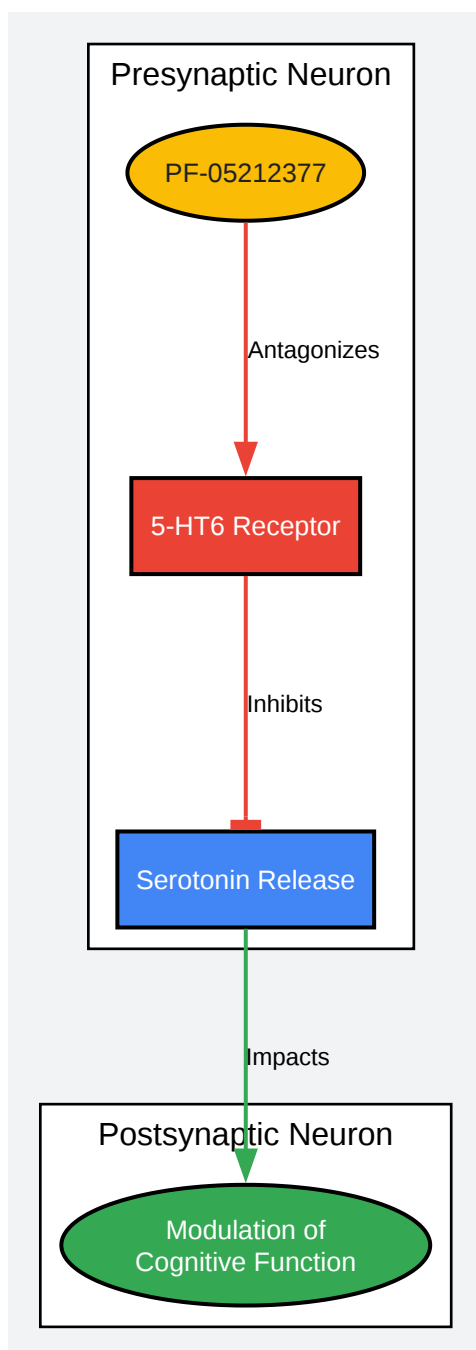 Presynaptic Neuron
PF-05212377
Antagonizes
5-HT6 Receptor
Inhibits
Serotonin Release
Impacts
Postsynaptic Neuron
Modulation of
Cognitive Function